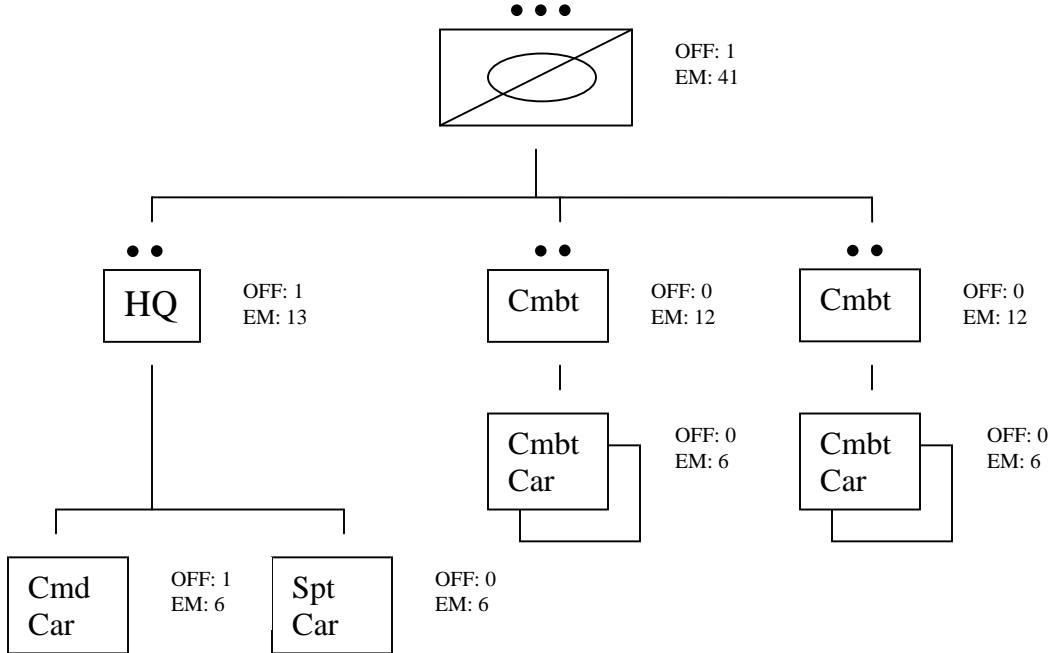 OFF: 1
EM: 41
HQ
OFF: 1
EM: 13
Cmbt
OFF: 0
EM: 12
Cmbt
OFF: 0
EM: 12
Cmbt
Car
OFF: 0
EM: 6
Cmbt
Car
OFF: 0
EM: 6
Cmd
Car
OFF: 1
EM: 6
Spt
Car
OFF: 0
EM: 6